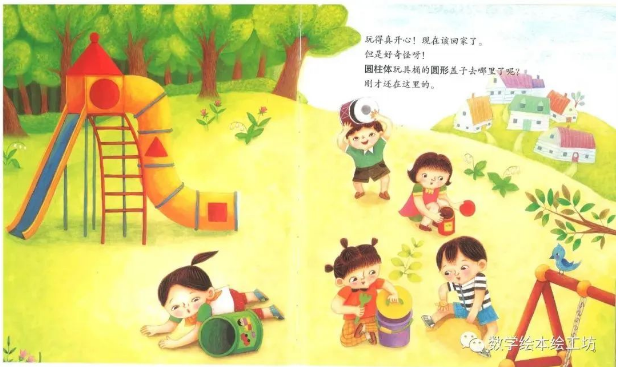 玩得真开心！现在该回家了。
但是好奇怪呀！
圆柱体玩具桶的圆形盖子去哪里了呢？
刚才还在这里的。
数学绘本绘工坊